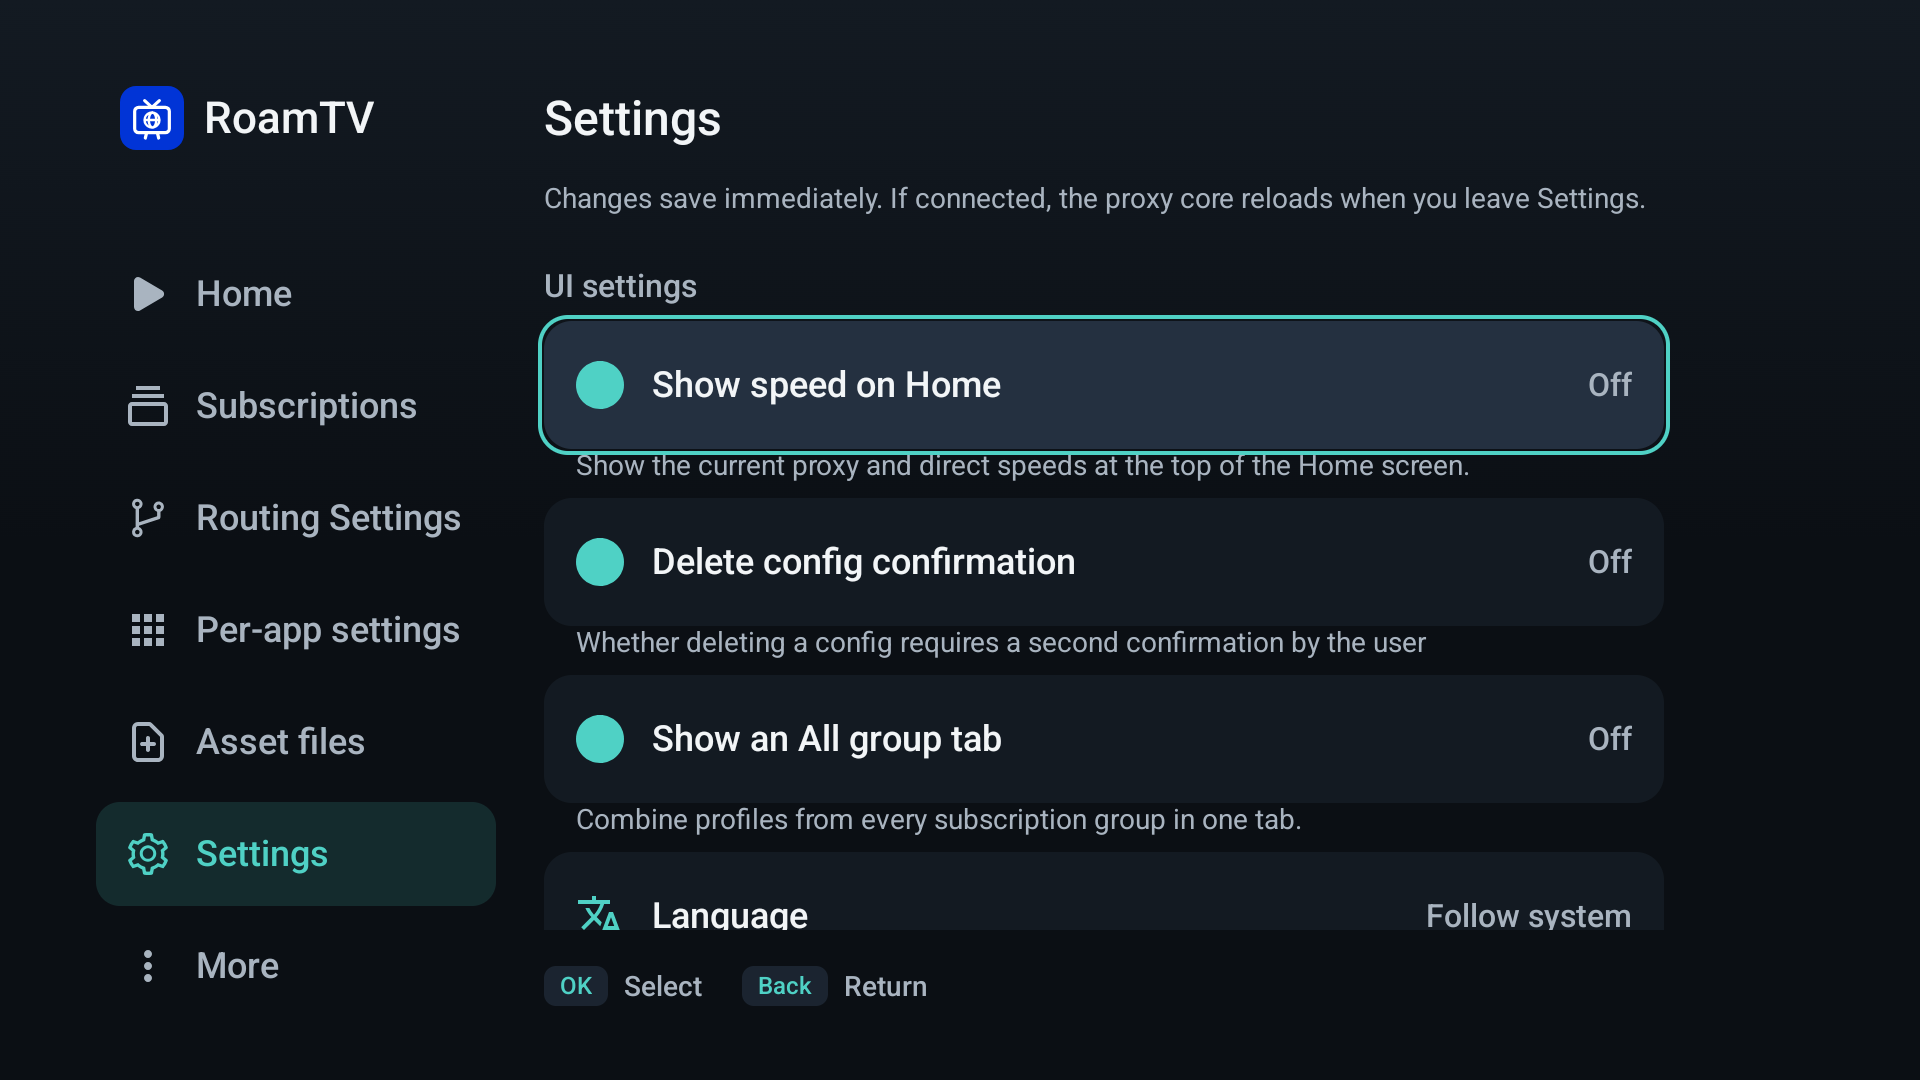 RoamTV
Home
Subscriptions
Routing Settings
Per-app settings
Asset files
Settings
More
Settings
Changes save immediately. If connected, the proxy core reloads when you leave Settings.
UI settings
Show speed on Home Off
Show the current proxy and direct speeds at the top of the Home screen.
Delete config confirmation Off
Whether deleting a config requires a second confirmation by the user
Show an All group tab Off
Combine profiles from every subscription group in one tab.
Language Follow system
OK Select Back Return